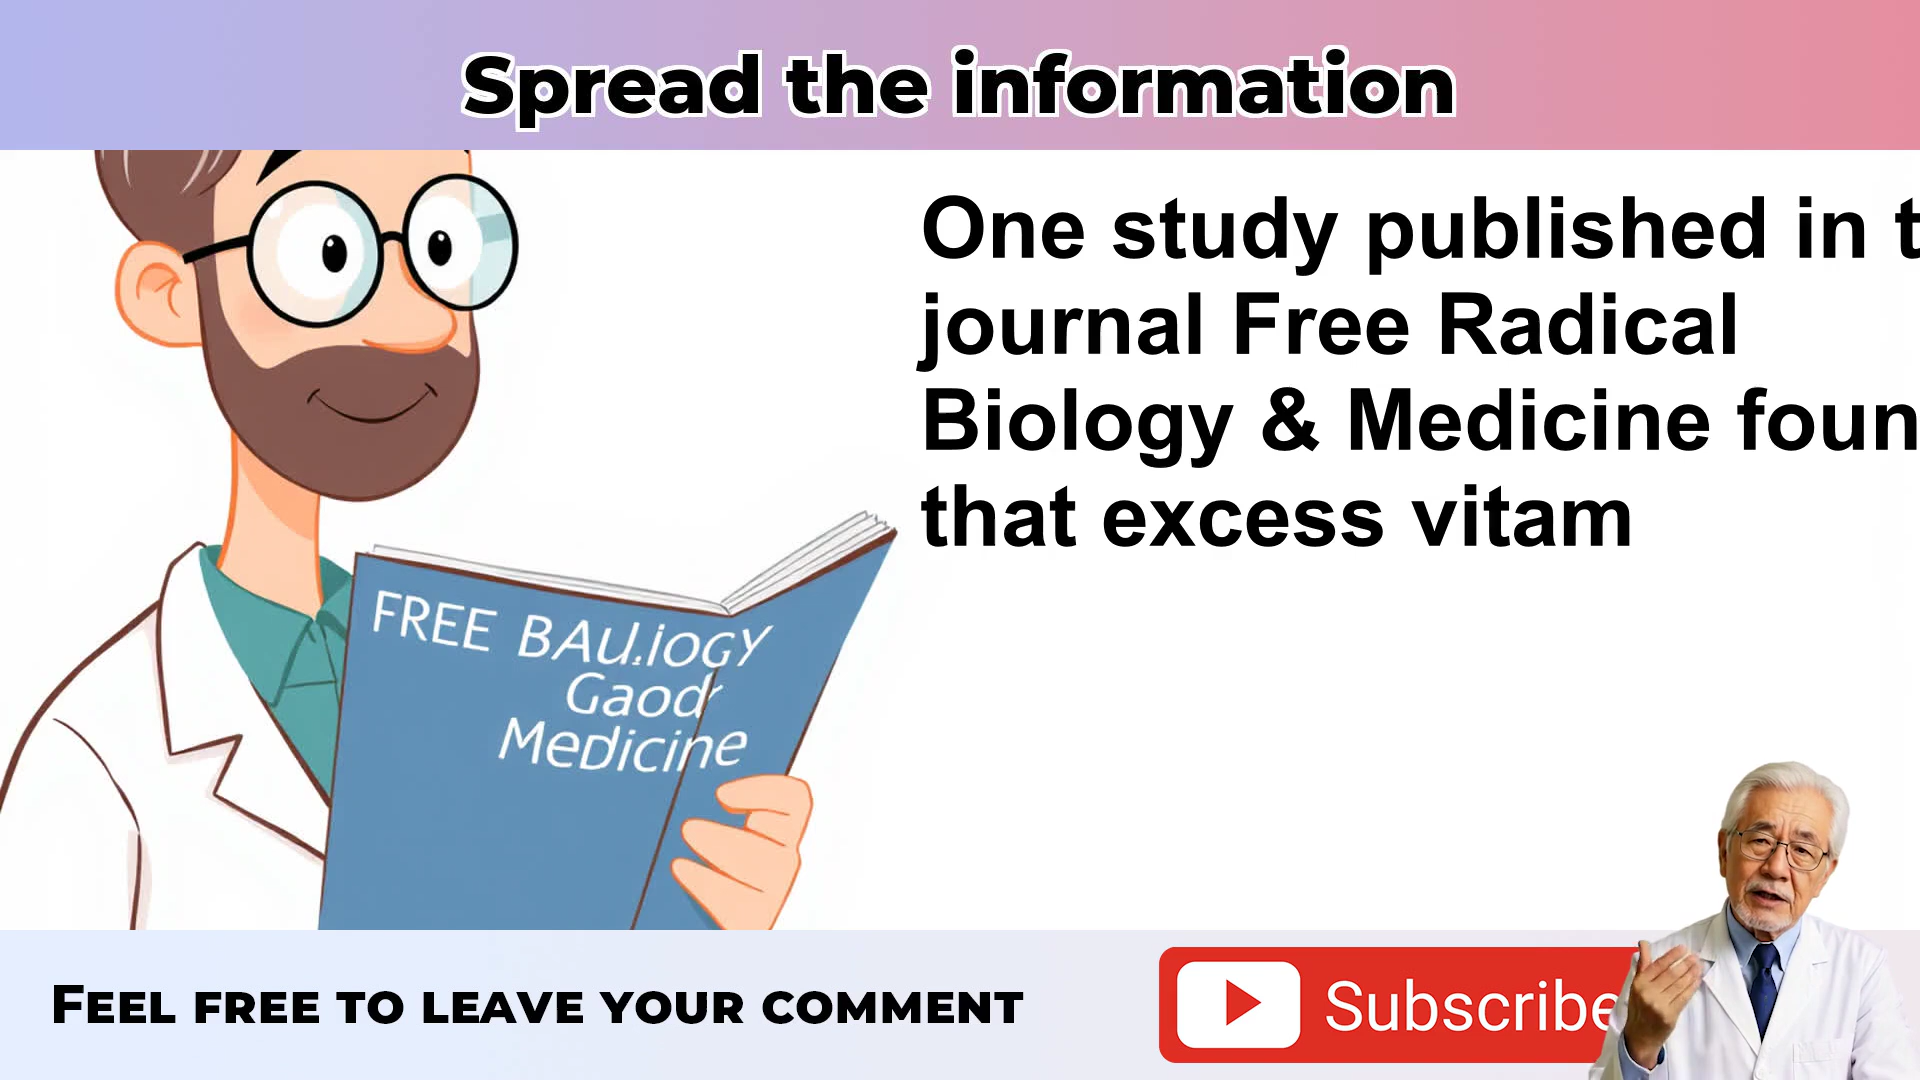 Spread the information
One study published in t
journal Free Radical
Biology & Medicine foun
that excess vitam
FREE BAU.iOGY
Gaod
Medicine
FEEL FREE TO LEAVE YOUR COMMENT
Subscribe